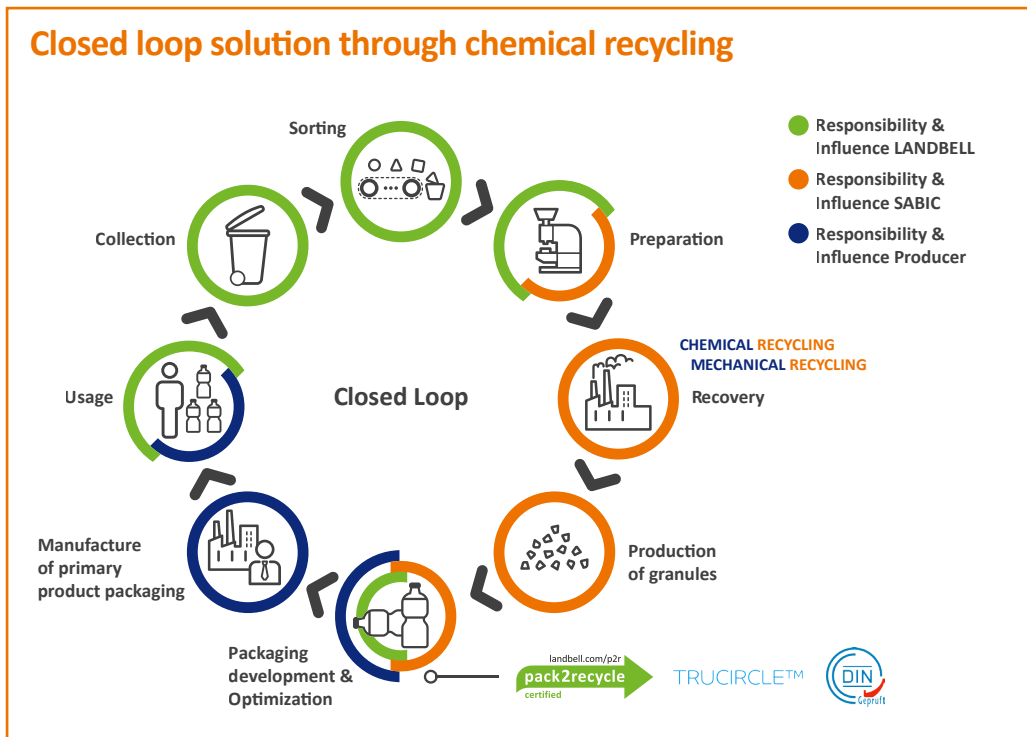 Closed loop solution through chemical recycling
Sorting
Responsibility &
Influence LANDBELL
Responsibility &
Influence SABIC
Responsibility &
Influence Producer
Collection
Preparation
CHEMICAL RECYCLING
MECHANICAL RECYCLING
Recovery
Usage
Closed Loop
Manufacture
of primary
product packaging
Production
of granules
Packaging
development &
Optimization
landbell.com/p2r
pack2recycle
certified
TRUCIRCLE™
DIN
Geprüft